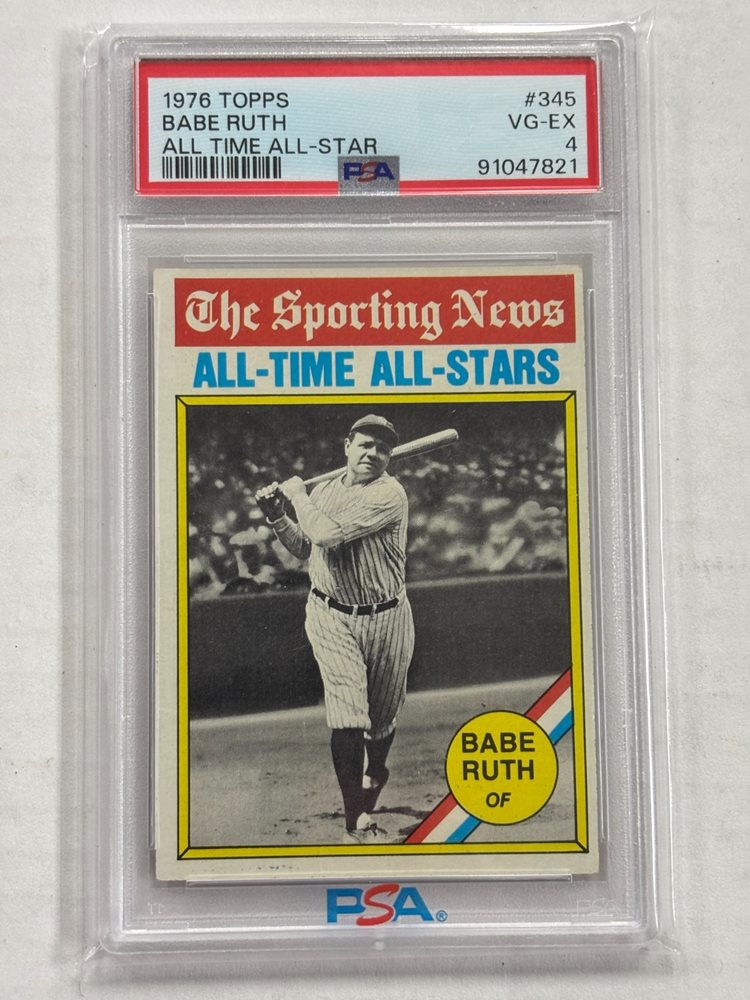 1976 TOPPS #345
BABE RUTH VG-EX
ALL TIME ALL-STAR 4
PSA 91047821
The Sporting News
ALL-TIME ALL-STARS
BABE
RUTH
OF
PSA®